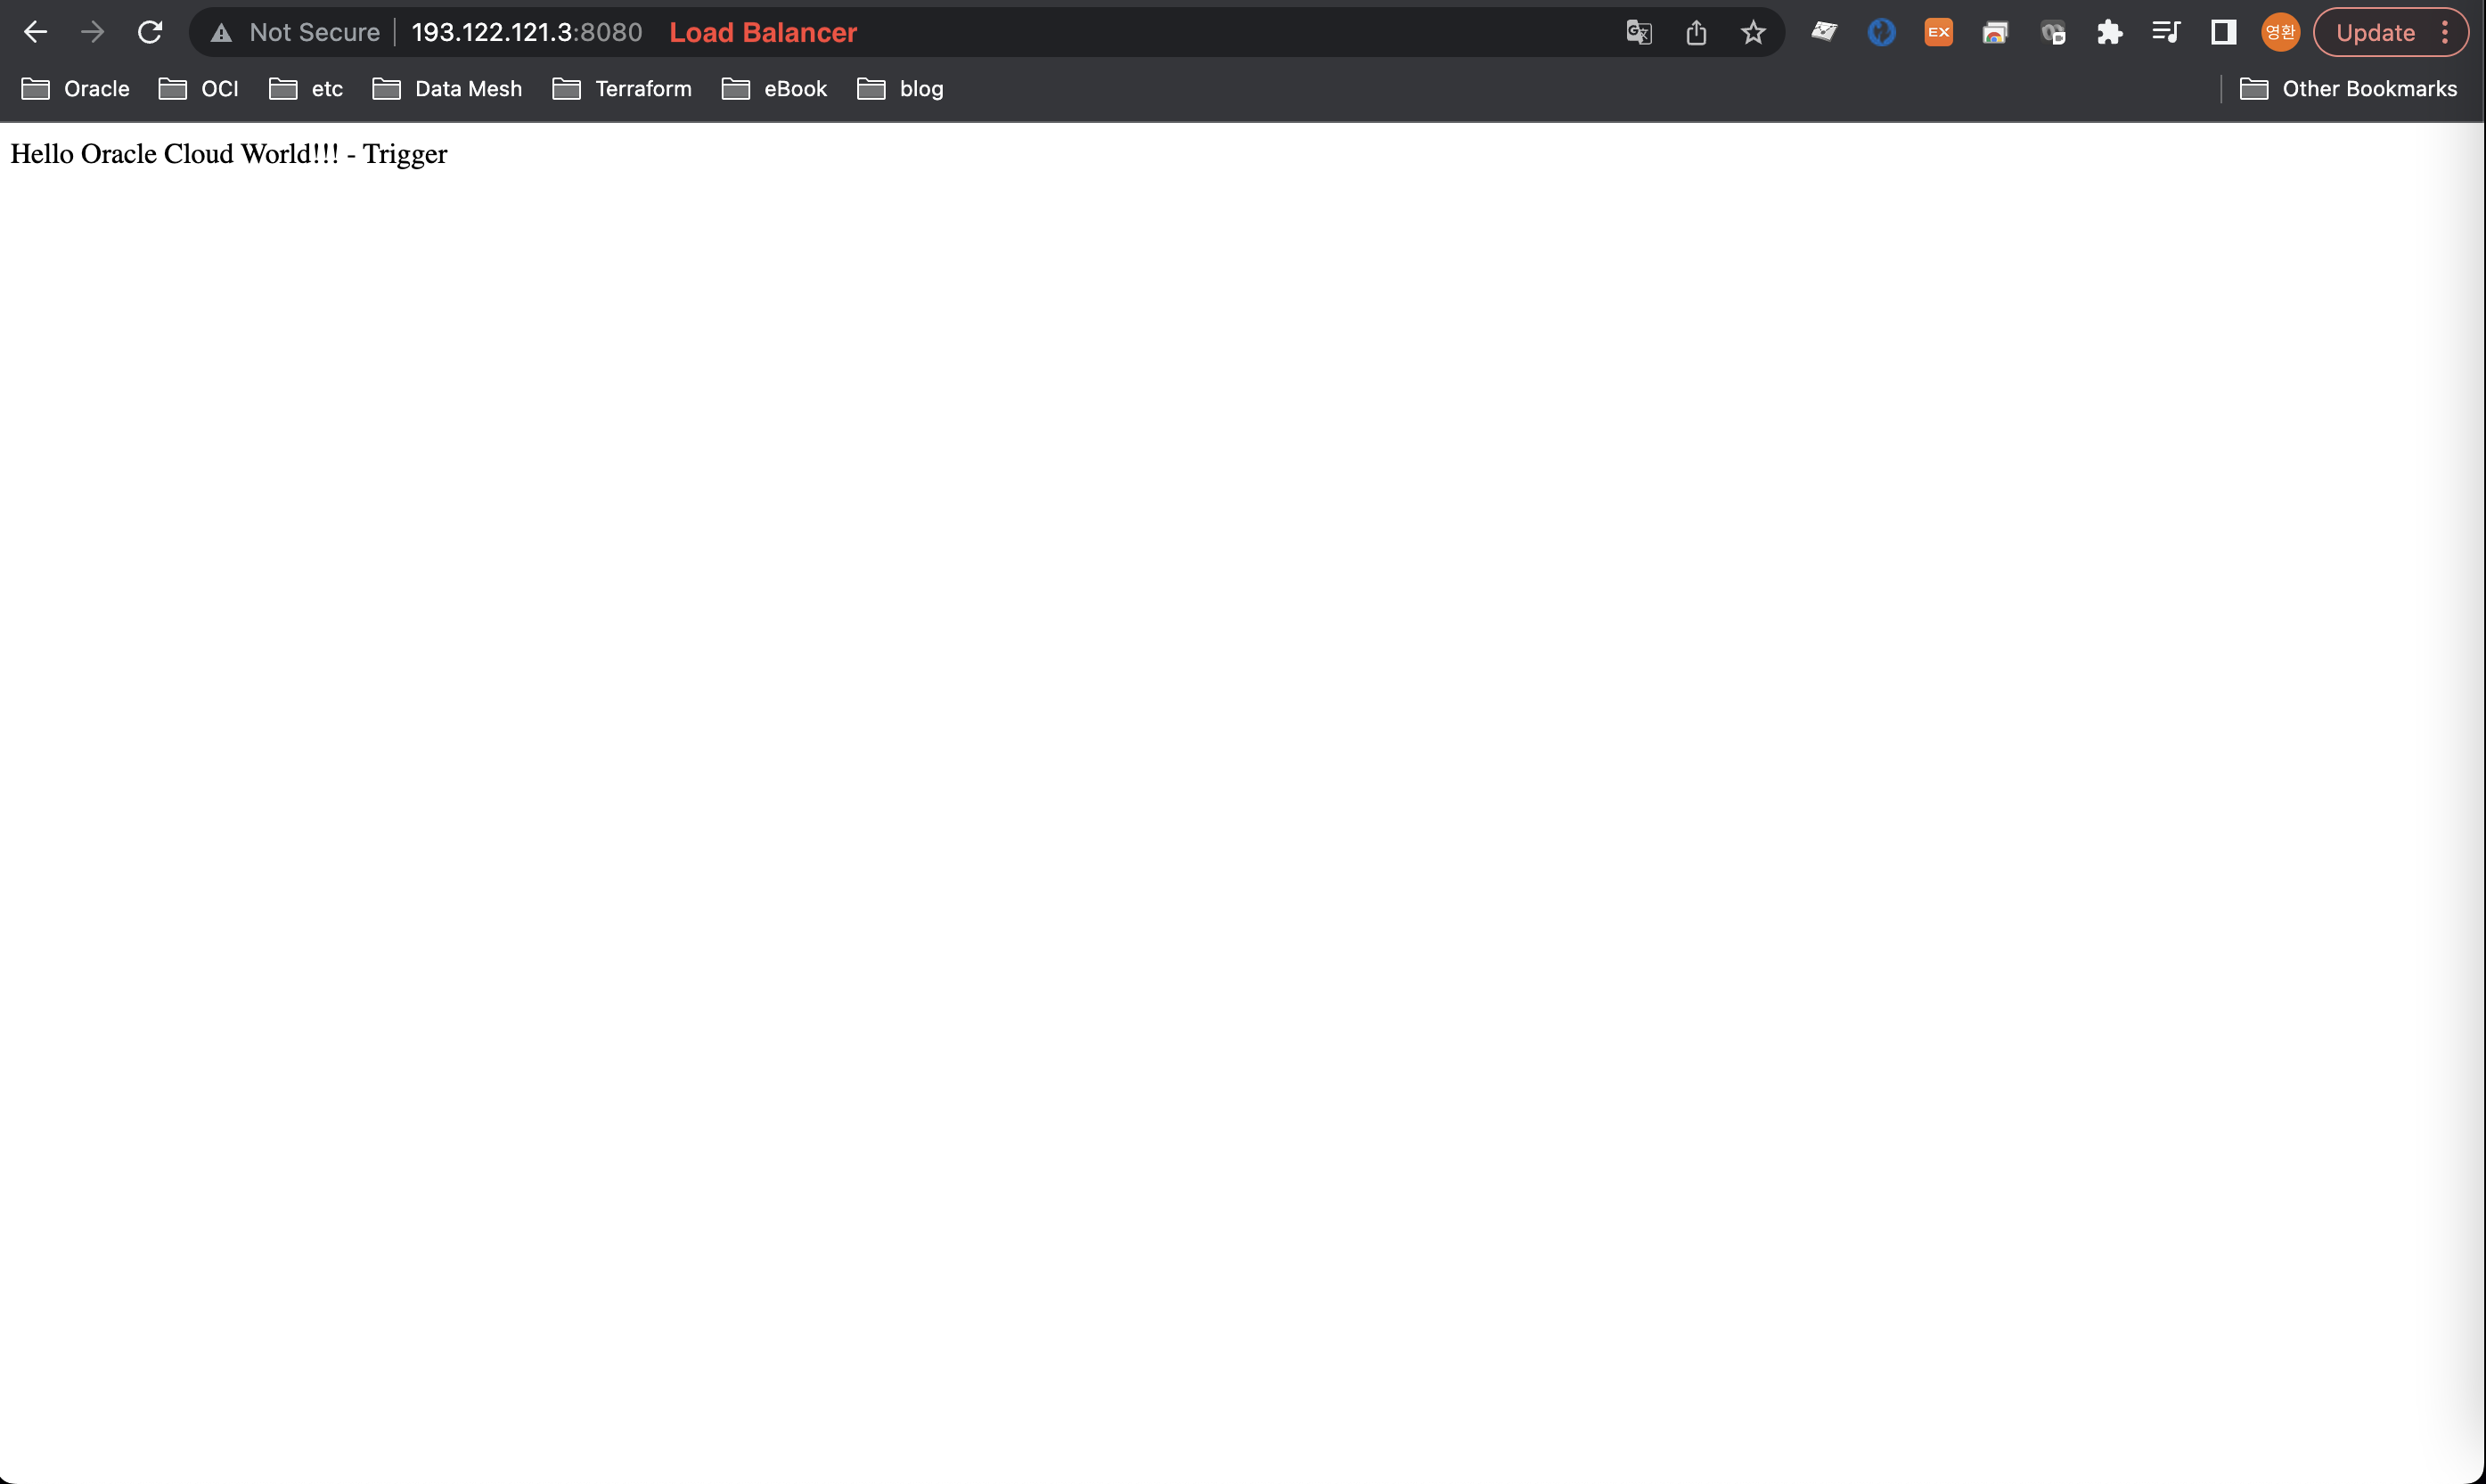 Not Secure 193.122.121.3:8080 Load Balancer EX 영환 Update
Oracle OCI etc Data Mesh Terraform eBook blog Other Bookmarks
Hello Oracle Cloud World!!! - Trigger